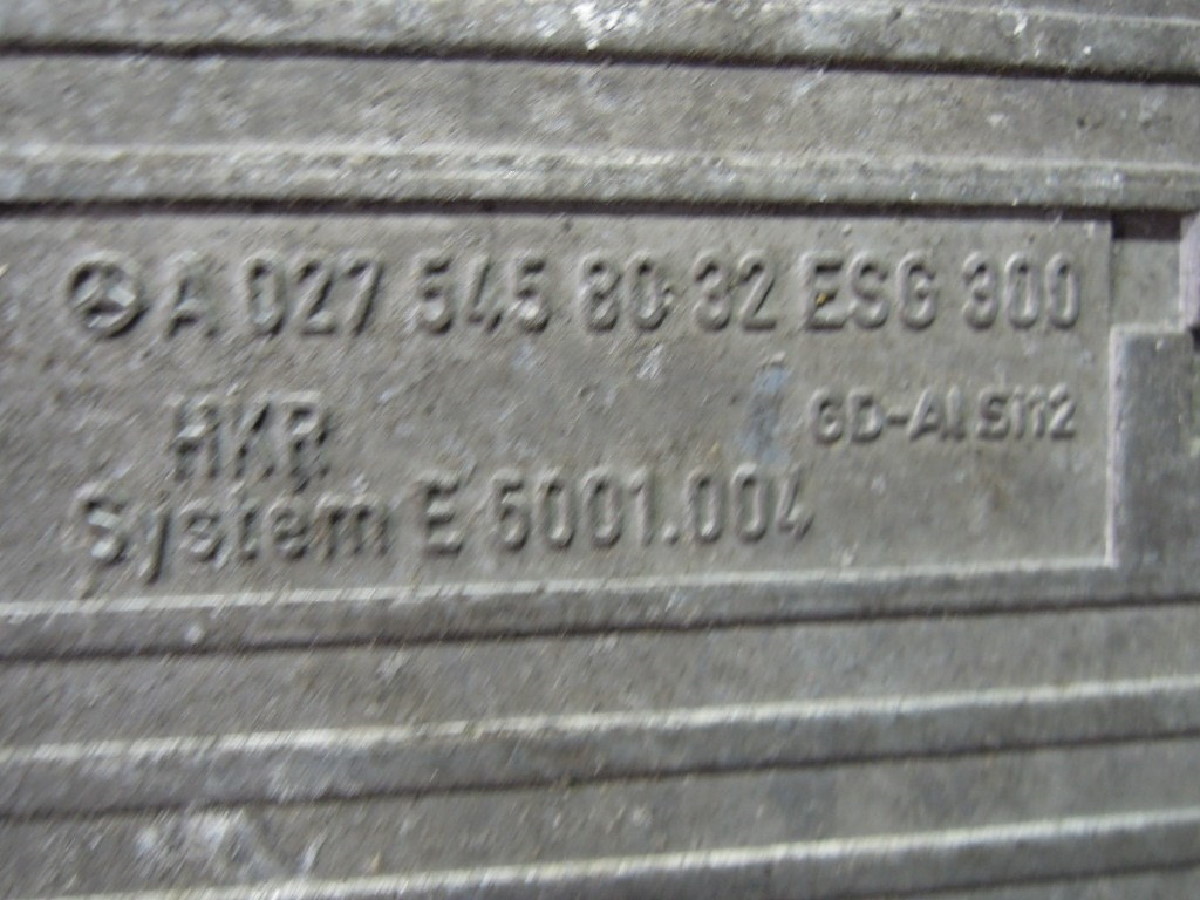 A 027 545 80 32 ESG 300
HKR GD-AlSi12
System E 6001.004